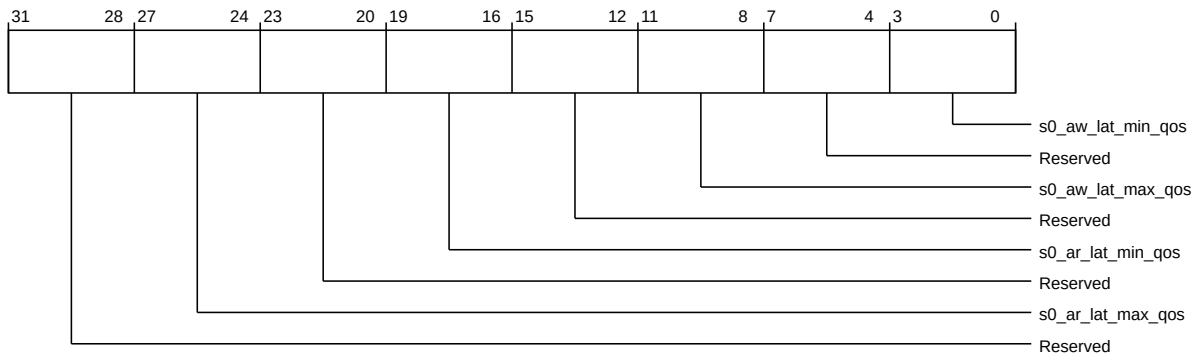 31 28 27 24 23 20 19 16 15 12 11 8 7 4 3 0
s0_aw_lat_min_qos
Reserved
s0_aw_lat_max_qos
Reserved
s0_ar_lat_min_qos
Reserved
s0_ar_lat_max_qos
Reserved